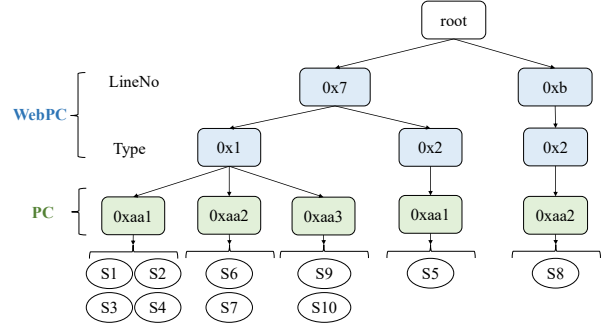 root
LineNo
0x7
0xb
WebPC
Type
0x1
0x2
0x2
PC
0xaa1
0xaa2
0xaa3
0xaa1
0xaa2
S1 S2
S6
S9
S5
S8
S3 S4
S7
S10